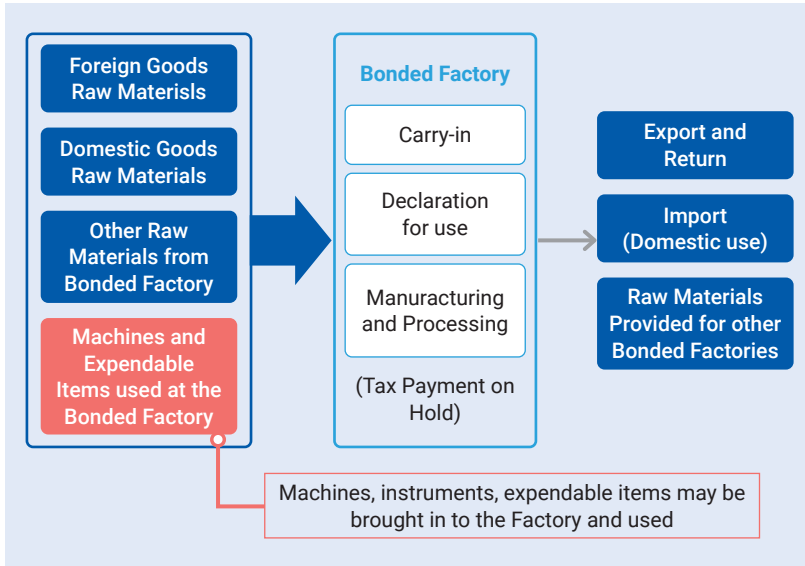 Foreign Goods
Raw Materisls
Domestic Goods
Raw Materials
Other Raw
Materials from
Bonded Factory
Machines and
Expendable
Items used at the
Bonded Factory
Bonded Factory
Carry-in
Declaration
for use
Manuracturing
and Processing
(Tax Payment on
Hold)
Export and
Return
Import
(Domestic use)
Raw Materials
Provided for other
Bonded Factories
Machines, instruments, expendable items may be
brought in to the Factory and used